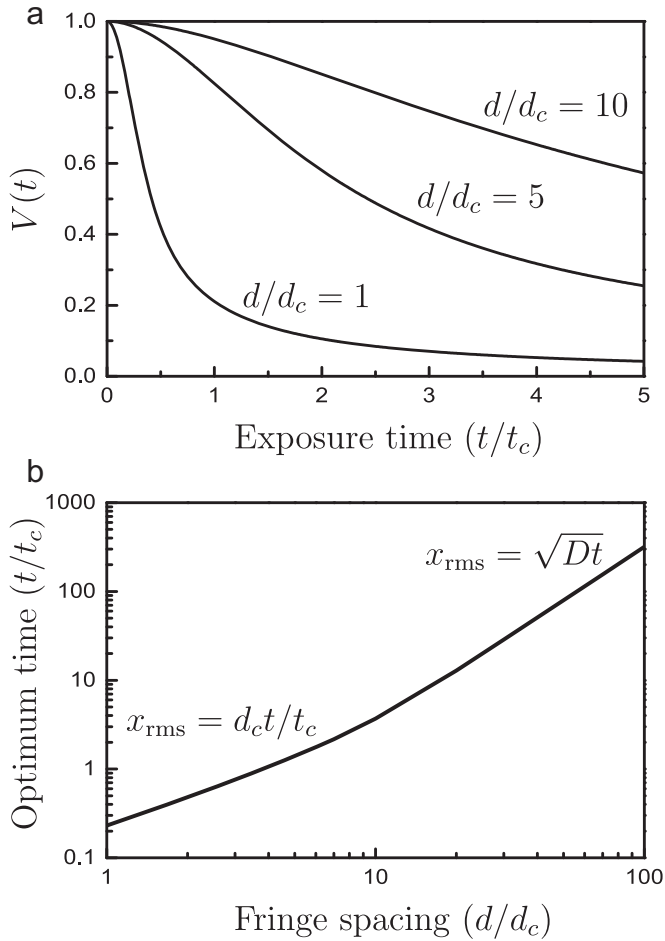 a
1.0
0.8
0.6
0.4
0.2
0.0
V(t)
d/d_c = 10
d/d_c = 5
d/d_c = 1
0 1 2 3 4 5
Exposure time (t/t_c)
b
1000
100
10
1
0.1
Optimum time (t/t_c)
x_rms = √Dt
x_rms = d_c t/t_c
1 10 100
Fringe spacing (d/d_c)